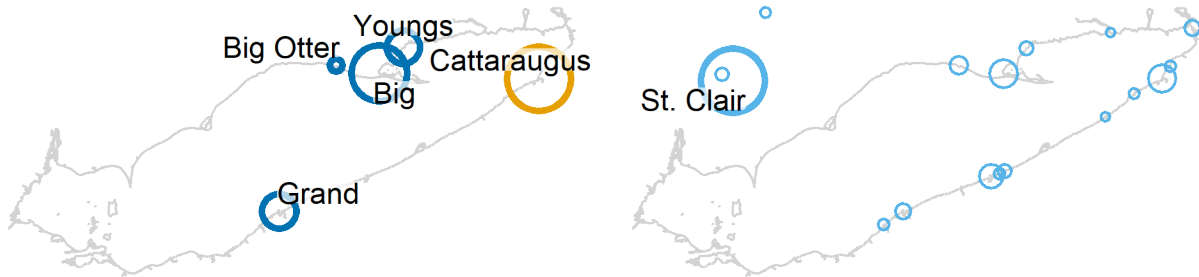 Youngs
Big Otter
Cattaraugus
Big
St. Clair
Grand